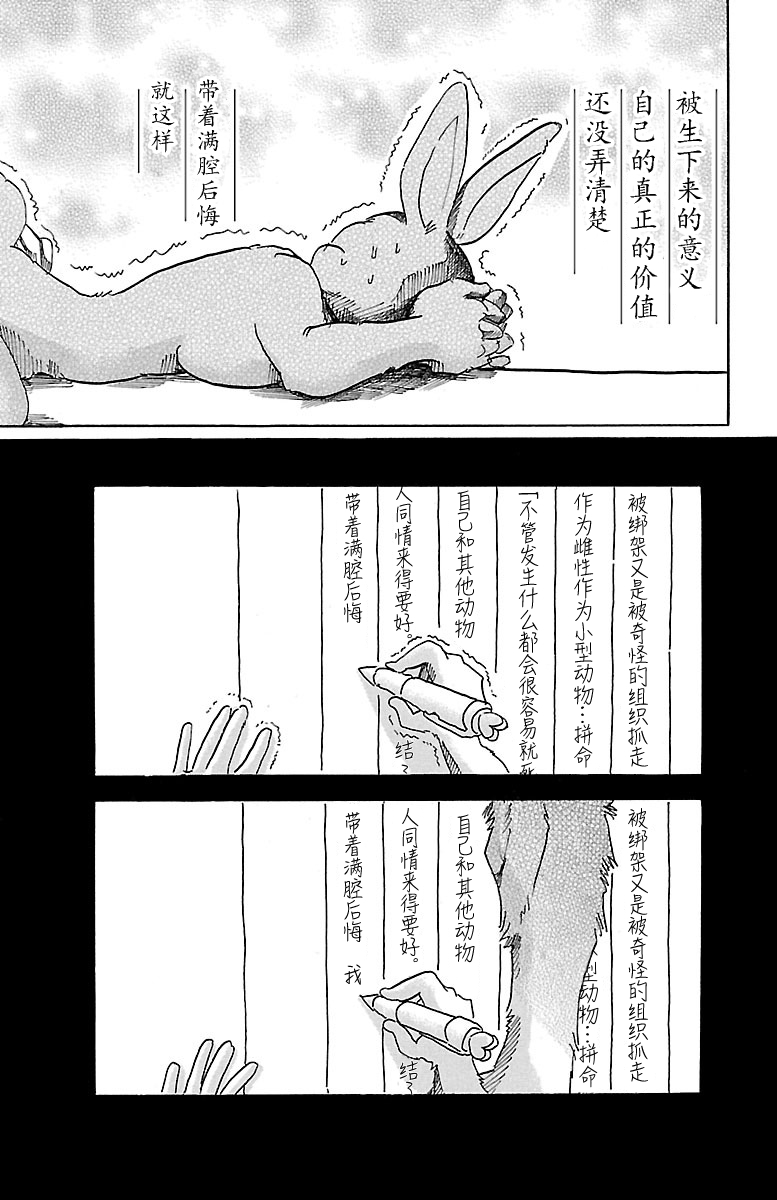 被生下来的意义
自己的真正的价值
还没弄清楚
带着满腔后悔
就这样
被绑架又是被奇怪的组织抓走
作为雌性作为小型动物…拼命
「不管发生什么都会很容易就死
自己和其他动物
人同情来得要好。
结了
带着满腔后悔
被绑架又是被奇怪的组织抓走
型动物…拼命
自己和其他动物
人同情来得要好。
结了
带着满腔后悔 我